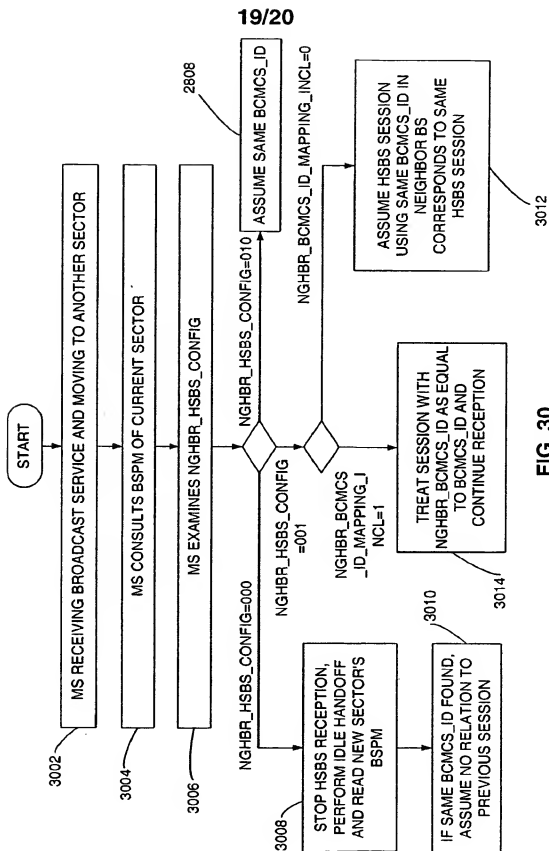 19/20
START
MS RECEIVING BROADCAST SERVICE AND MOVING TO ANOTHER SECTOR
3002
MS CONSULTS BSPM OF CURRENT SECTOR
3004
MS EXAMINES NGHBR_HSBS_CONFIG
3006
NGHBR_HSBS_CONFIG=000
NGHBR_HSBS_CONFIG=010
ASSUME SAME BCMCS_ID
2808
NGHBR_HSBS_CONFIG
=001
NGHBR_BCMCS_ID_MAPPING_INCL=0
NGHBR_BCMCS
_ID_MAPPING_I
NCL=1
STOP HSBS RECEPTION,
PERFORM IDLE HANDOFF
AND READ NEW SECTOR'S
BSPM
3008
TREAT SESSION WITH
NGHBR_BCMCS_ID AS EQUAL
TO BCMCS_ID AND
CONTINUE RECEPTION
3014
ASSUME HSBS SESSION
USING SAME BCMCS_ID IN
NEIGHBOR BS
CORRESPONDS TO SAME
HSBS SESSION
3012
IF SAME BCMCS_ID FOUND,
ASSUME NO RELATION TO
PREVIOUS SESSION
3010
FIG. 30